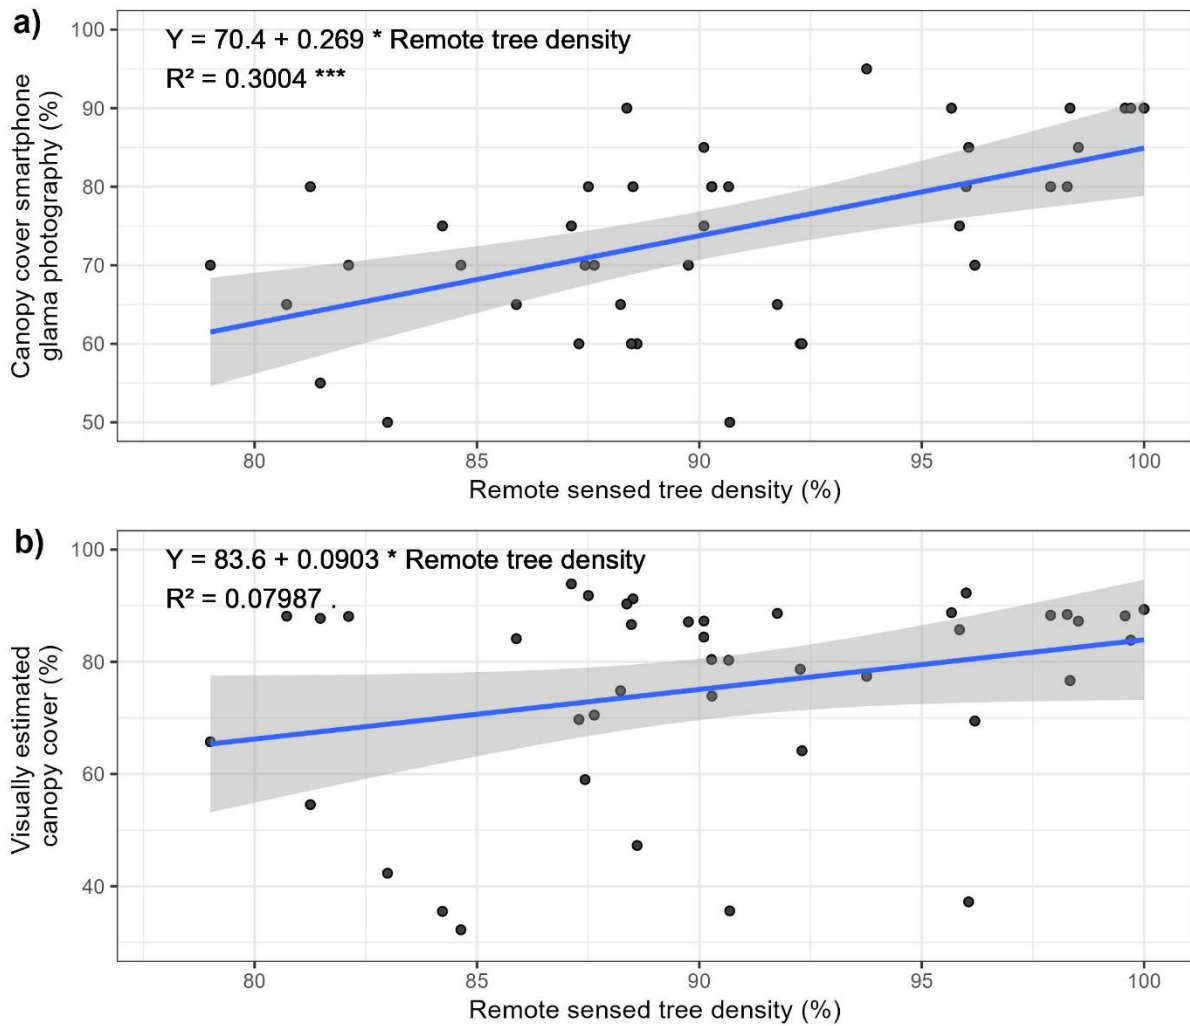 a)
Y = 70.4 + 0.269 * Remote tree density
R² = 0.3004 ***
Canopy cover smartphone
glama photography (%)
100
90
80
70
60
50
80
85
90
95
100
Remote sensed tree density (%)
b)
Y = 83.6 + 0.0903 * Remote tree density
R² = 0.07987 .
Visually estimated
canopy cover (%)
100
80
60
40
80
85
90
95
100
Remote sensed tree density (%)